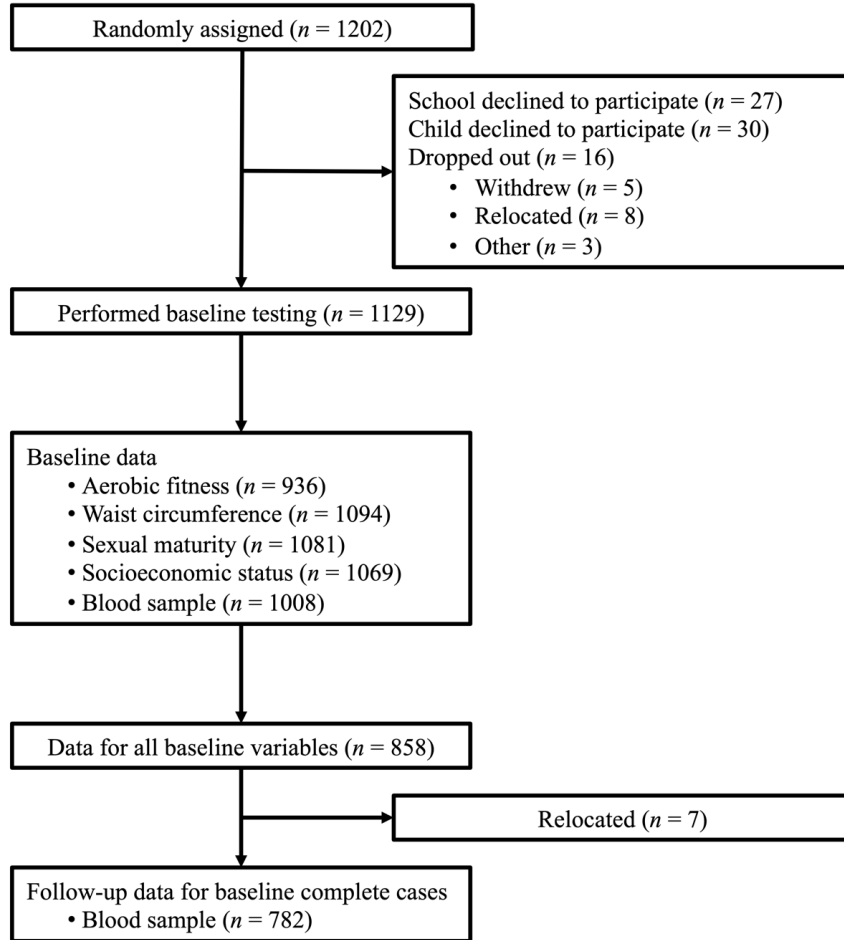 Randomly assigned (n = 1202)
School declined to participate (n = 27)
Child declined to participate (n = 30)
Dropped out (n = 16)
• Withdrew (n = 5)
• Relocated (n = 8)
• Other (n = 3)
Performed baseline testing (n = 1129)
Baseline data
• Aerobic fitness (n = 936)
• Waist circumference (n = 1094)
• Sexual maturity (n = 1081)
• Socioeconomic status (n = 1069)
• Blood sample (n = 1008)
Data for all baseline variables (n = 858)
Relocated (n = 7)
Follow-up data for baseline complete cases
• Blood sample (n = 782)